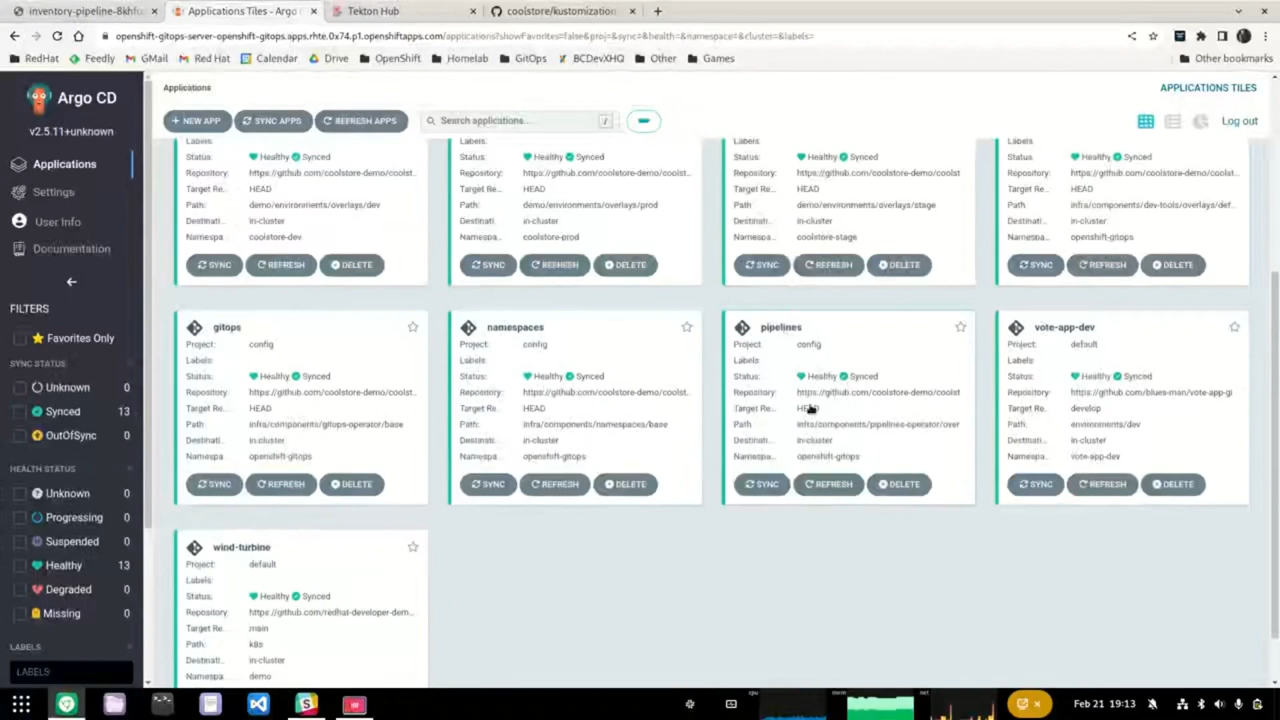 inventory-pipeline-8khfu
Applications Tiles - Argo C
Tekton Hub
coolstore/kustomization
openshift-gitops-server-openshift-gitops.apps.rhte.0x74.p1.openshiftapps.com/applications?showFavorites=false&proj=&sync=&health=&namespace=&cluster=&labels=
RedHat Feedly GMail Red Hat Calendar Drive OpenShift Homelab GitOps BCDevXHQ Other Games Other bookmarks
Argo CD
v2.5.11+unknown
Applications
Settings
User Info
Documentation
FILTERS
Favorites Only
SYNC STATUS
Unknown 0
Synced 13
OutOfSync 0
HEALTH STATUS
Unknown 0
Progressing 0
Suspended 0
Healthy 13
Degraded 0
Missing 0
LABELS
LABELS
Applications
APPLICATIONS TILES
+ NEW APP SYNC APPS REFRESH APPS Search applications... / Log out
Labels:
Status: Healthy Synced
Repository: https://github.com/coolstore-demo/coolst...
Target Re... HEAD
Path: demo/environments/overlays/dev
Destinati... in-cluster
Namespa... coolstore-dev
SYNC REFRESH DELETE
Labels:
Status: Healthy Synced
Repository: https://github.com/coolstore-demo/coolst...
Target Re... HEAD
Path: demo/environments/overlays/prod
Destinati... in-cluster
Namespa... coolstore-prod
SYNC REFRESH DELETE
Labels:
Status: Healthy Synced
Repository: https://github.com/coolstore-demo/coolst...
Target Re... HEAD
Path: demo/environments/overlays/stage
Destinati... in-cluster
Namespa... coolstore-stage
SYNC REFRESH DELETE
Labels:
Status: Healthy Synced
Repository: https://github.com/coolstore-demo/coolst...
Target Re... HEAD
Path: infra/components/dev-tools/overlays/def...
Destinati... in-cluster
Namespa... openshift-gitops
SYNC REFRESH DELETE
gitops
Project: config
Labels:
Status: Healthy Synced
Repository: https://github.com/coolstore-demo/coolst...
Target Re... HEAD
Path: infra/components/gitops-operator/base
Destinati... in-cluster
Namespa... openshift-gitops
SYNC REFRESH DELETE
namespaces
Project: config
Labels:
Status: Healthy Synced
Repository: https://github.com/coolstore-demo/coolst...
Target Re... HEAD
Path: infra/components/namespaces/base
Destinati... in-cluster
Namespa... openshift-gitops
SYNC REFRESH DELETE
pipelines
Project: config
Labels:
Status: Healthy Synced
Repository: https://github.com/coolstore-demo/coolst
Target Re... HEAD
Path: infra/components/pipelines-operator/over
Destinati... in-cluster
Namespa... openshift-gitops
SYNC REFRESH DELETE
vote-app-dev
Project: default
Labels:
Status: Healthy Synced
Repository: https://github.com/blues-man/vote-app-gi
Target Re... develop
Path: environments/dev
Destinati... in-cluster
Namespa... vote-app-dev
SYNC REFRESH DELETE
wind-turbine
Project: default
Labels:
Status: Healthy Synced
Repository: https://github.com/redhat-developer-dem...
Target Re... main
Path: k8s
Destinati... in-cluster
Namespa... demo
cpu mem net
Feb 21 19:13